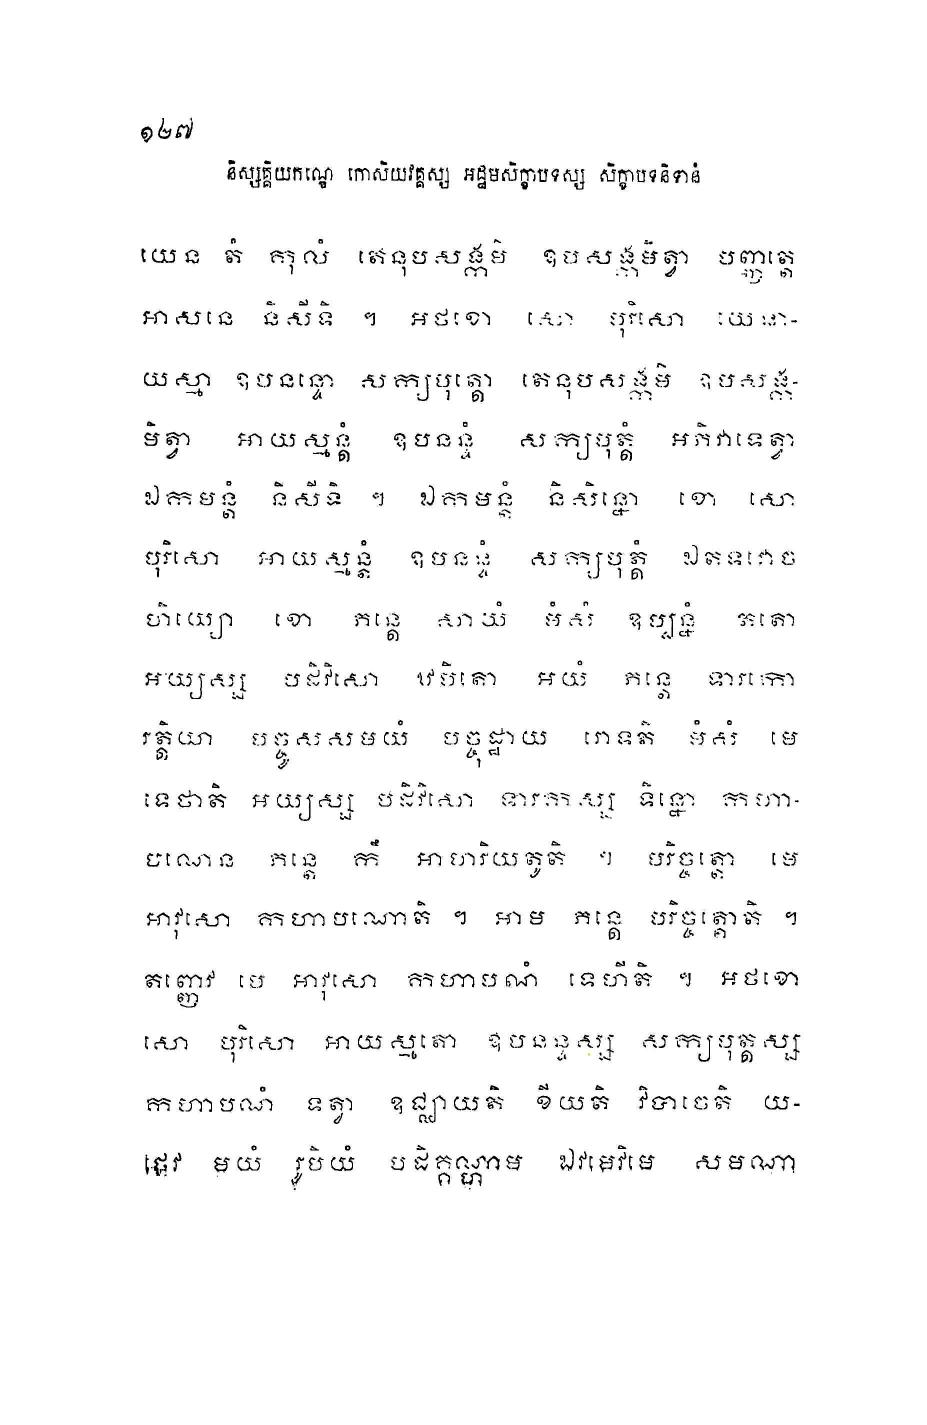 ១២៧
និស្សគ្គិយកណ្ឌេ កោសិយវគ្គស្ស អដ្ឋមសិក្ខាបទស្ស សិក្ខាបទនិទានំ
យេន តំ កុលំ តេនុបសង្កមិ ឧបសង្កមិត្វា បញ្ញត្តេ
អាសនេ និសីទិ ។ អថខោ សោ បុរិសោ យេនា-
យស្មា ឧបនន្ទោ សក្យបុត្តោ តេនុបសង្កមិ ឧបសង្ក-
មិត្វា អាយស្មន្តំ ឧបនន្ទំ សក្យបុត្តំ អភិវាទេត្វា
ឯកមន្តំ និសីទិ ។ ឯកមន្តំ និសិន្នោ ខោ សោ
បុរិសោ អាយស្មន្តំ ឧបនន្ទំ សក្យបុត្តំ ឯតទវោច
ហិយ្យោ ខោ ភន្តេ សាយំ មំសំ ឧប្បន្នំ តតោ
អយ្យស្ស បដិវិសោ ឋបិតោ អយំ ភន្តេ ទារកោ
រត្តិយា បច្ចូសសមយំ បច្ចុដ្ឋាយ រោទតិ មំសំ មេ
ទេថាតិ អយ្យស្ស បដិវិសោ ទារកស្ស ទិន្នោ កហា-
បណេន ភន្តេ កឹ អាហរិយតូតិ ។ បរិច្ចត្តោ មេ
អាវុសោ កហាបណោតិ ។ អាម ភន្តេ បរិច្ចត្តោតិ ។
តញ្ញេវ មេ អាវុសោ កហាបណំ ទេហីតិ ។ អថខោ
សោ បុរិសោ អាយស្មតោ ឧបនន្ទស្ស សក្យបុត្តស្ស
កហាបណំ ទត្វា ឧជ្ឈាយតិ ខីយតិ វិបាចេតិ យ-
ថេវ មយំ រូបិយំ បដិគ្គណ្ហាម ឯវមេវិមេ សមណា